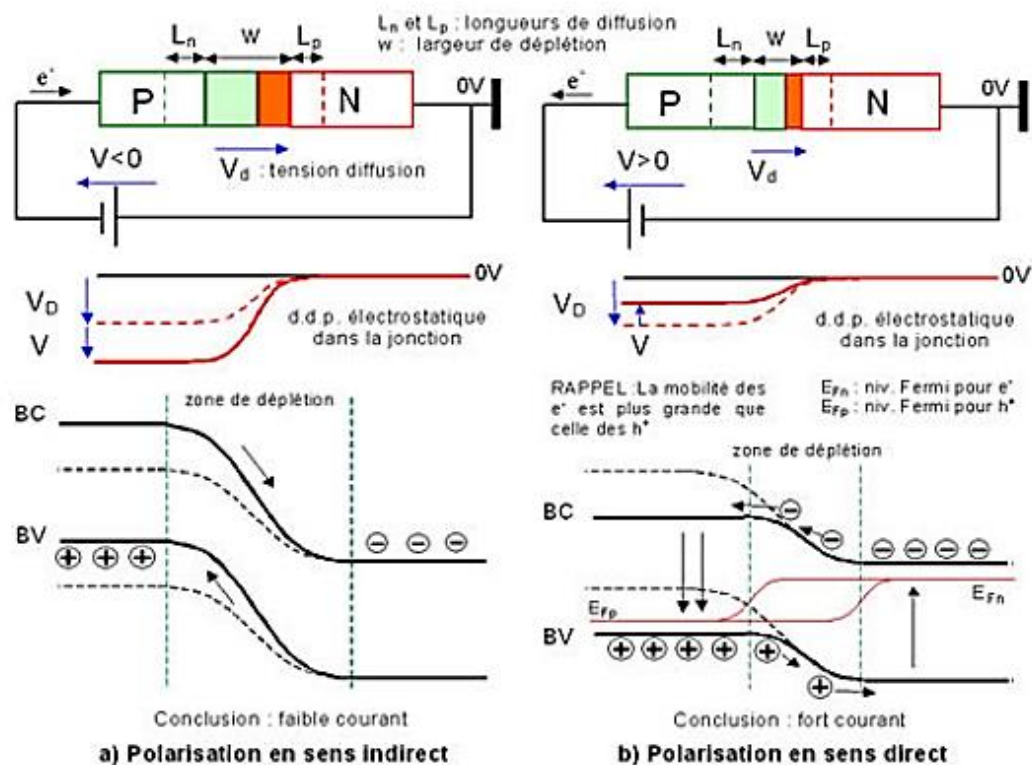 Ln et Lp : longueurs de diffusion
w : largeur de déplétion
Ln w Lp
e-
P N
0V
V<0
Vd : tension diffusion
Ln w Lp
e-
P N
0V
V>0
Vd
0V
VD
V
d.d.p. électrostatique
dans la jonction
0V
VD
V
d.d.p. électrostatique
dans la jonction
zone de déplétion
BC
BV
+ + +
- - -
Conclusion : faible courant
a) Polarisation en sens indirect
RAPPEL :La mobilité des
e- est plus grande que
celle des h+
EFn : niv. Fermi pour e-
EFp : niv. Fermi pour h+
zone de déplétion
BC
- - - - - -
EFp
EFn
BV
+ + + + + +
Conclusion : fort courant
b) Polarisation en sens direct